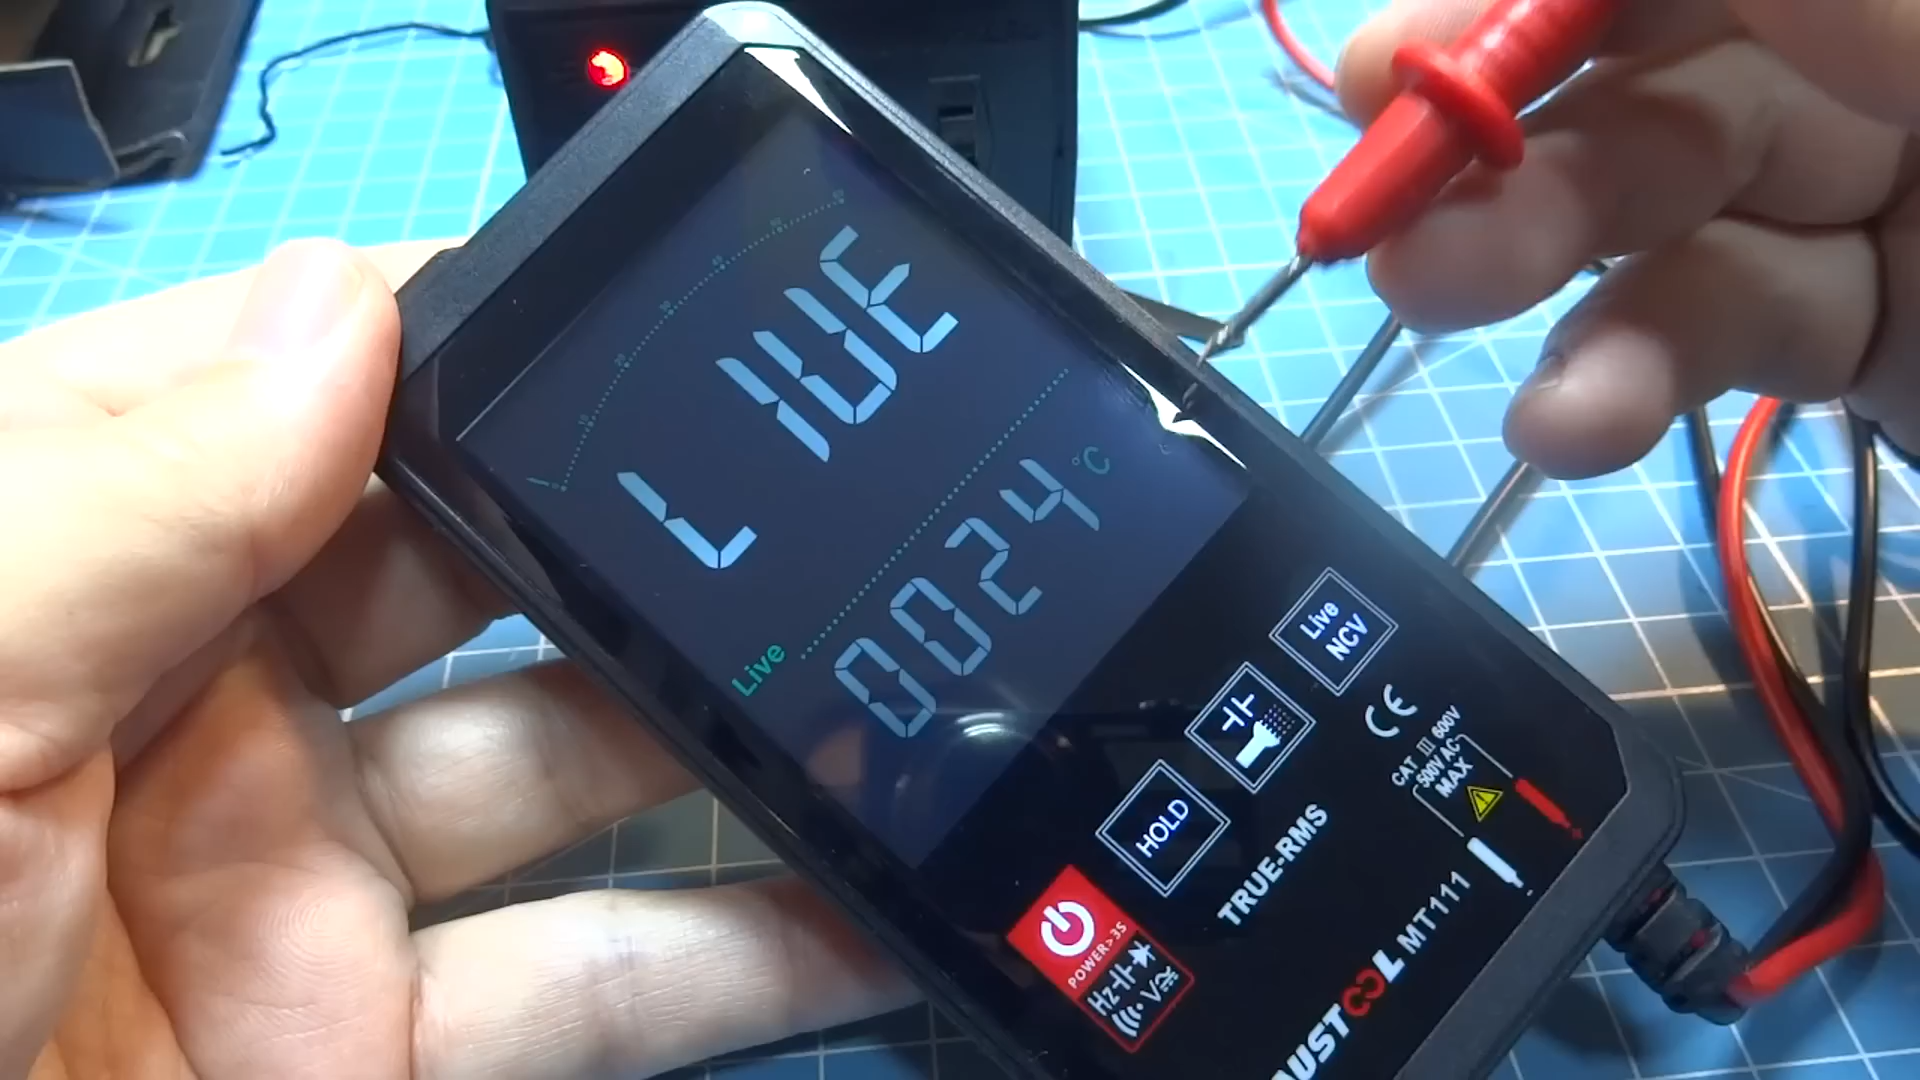 LIVE
Live
0024 °C
Live
NCV
HOLD
CE
CAT III 600V
500V AC
MAX
TRUE-RMS
POWER>3S
Hz
V
MT111